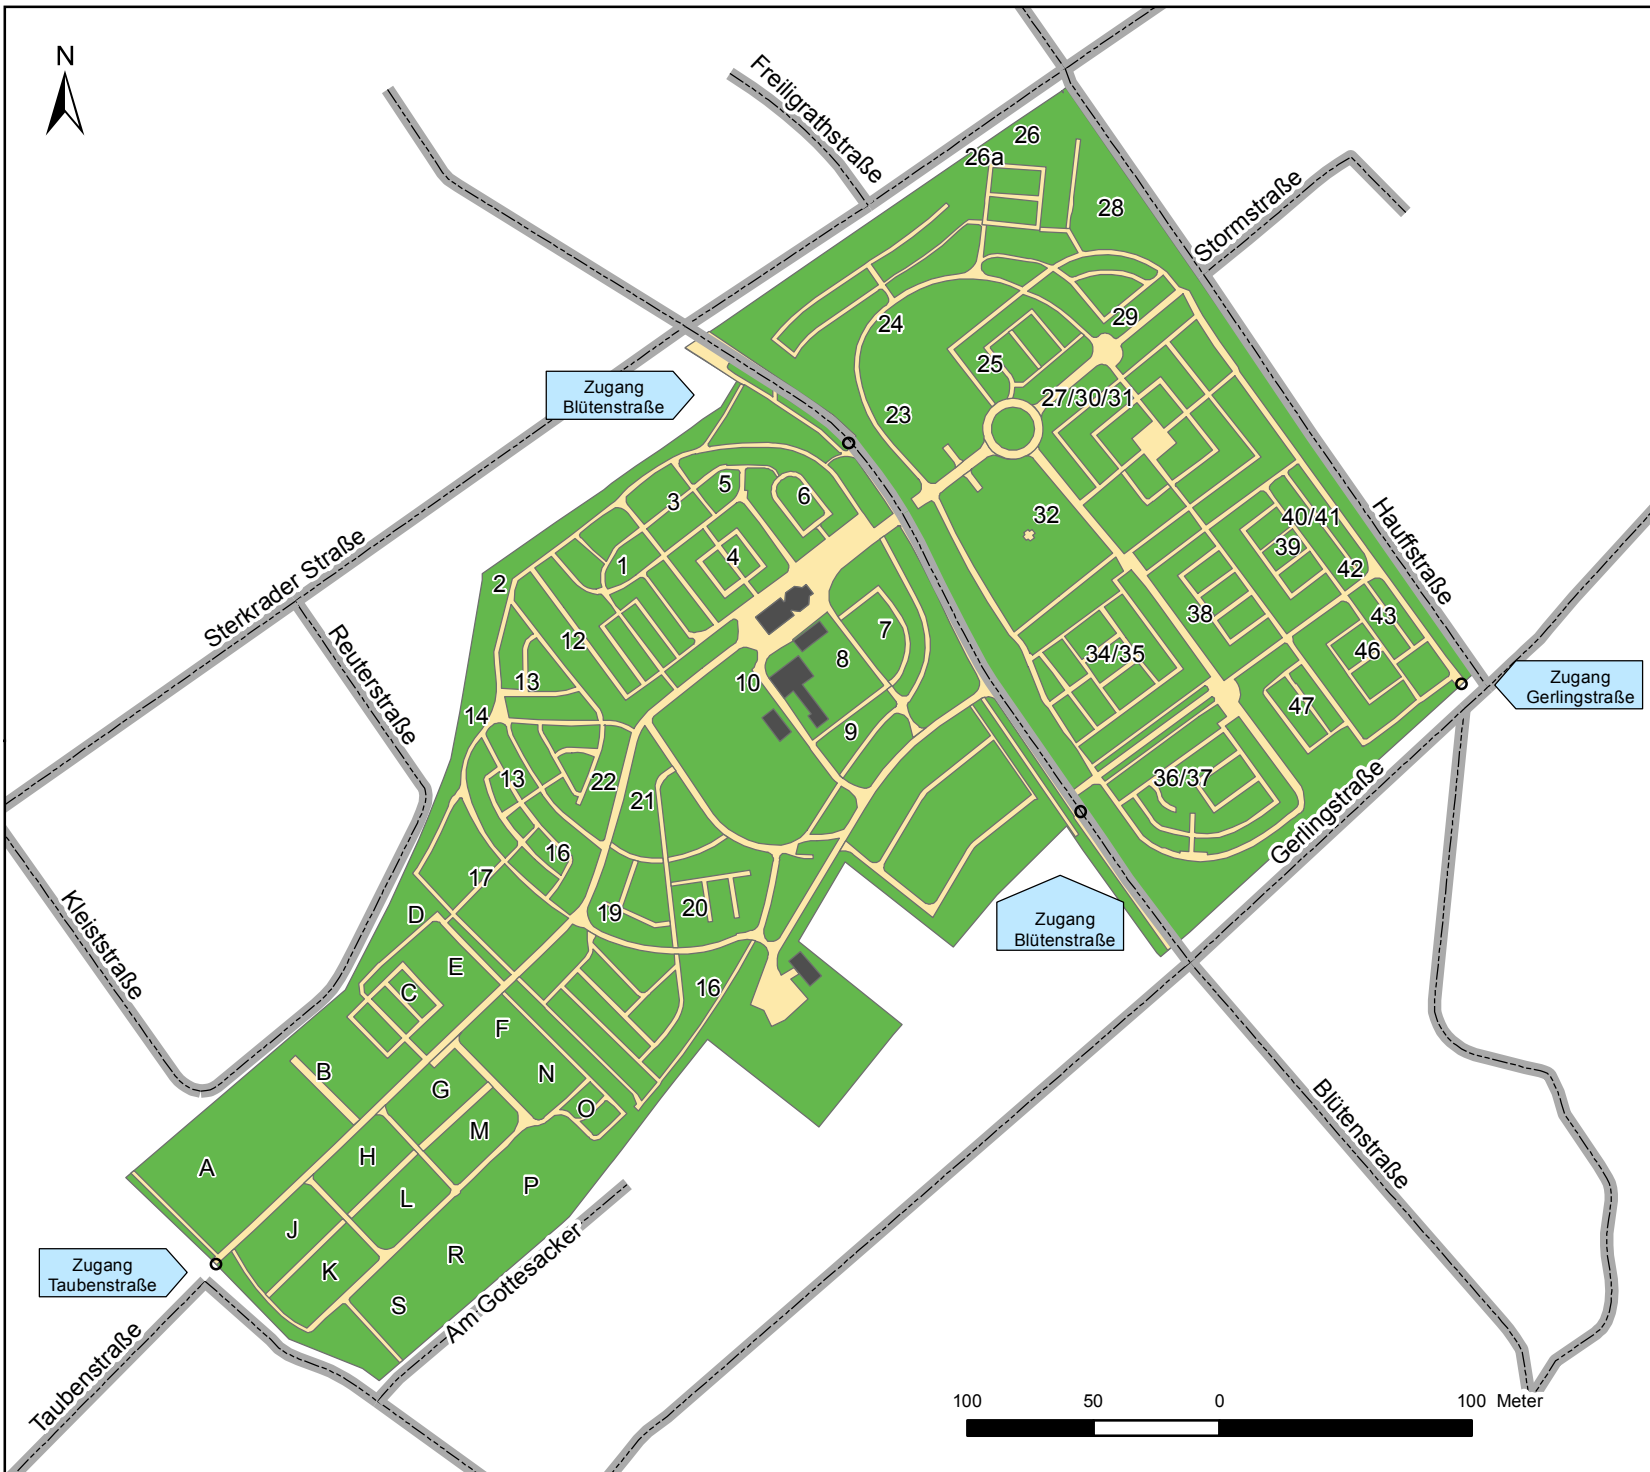 N
Freiligrathstraße
26
26a
28
Stormstraße
24
29
25
Zugang
Blütenstraße
27/30/31
23
5
6
3
32
40/41
39
Hauffstraße
4
1
2
42
Sterkrader Straße
43
38
12
7
Reuterstraße
34/35
46
8
13
10
Zugang
Gerlingstraße
14
47
9
13
22
36/37
21
Gerlingstraße
16
17
Kleiststraße
D
19
20
Zugang
Blütenstraße
E
C
16
F
B
N
G
O
Blütenstraße
M
H
A
P
L
J
R
K
Zugang
Taubenstraße
S
Am Gottesacker
Taubenstraße
100 50 0 100 Meter